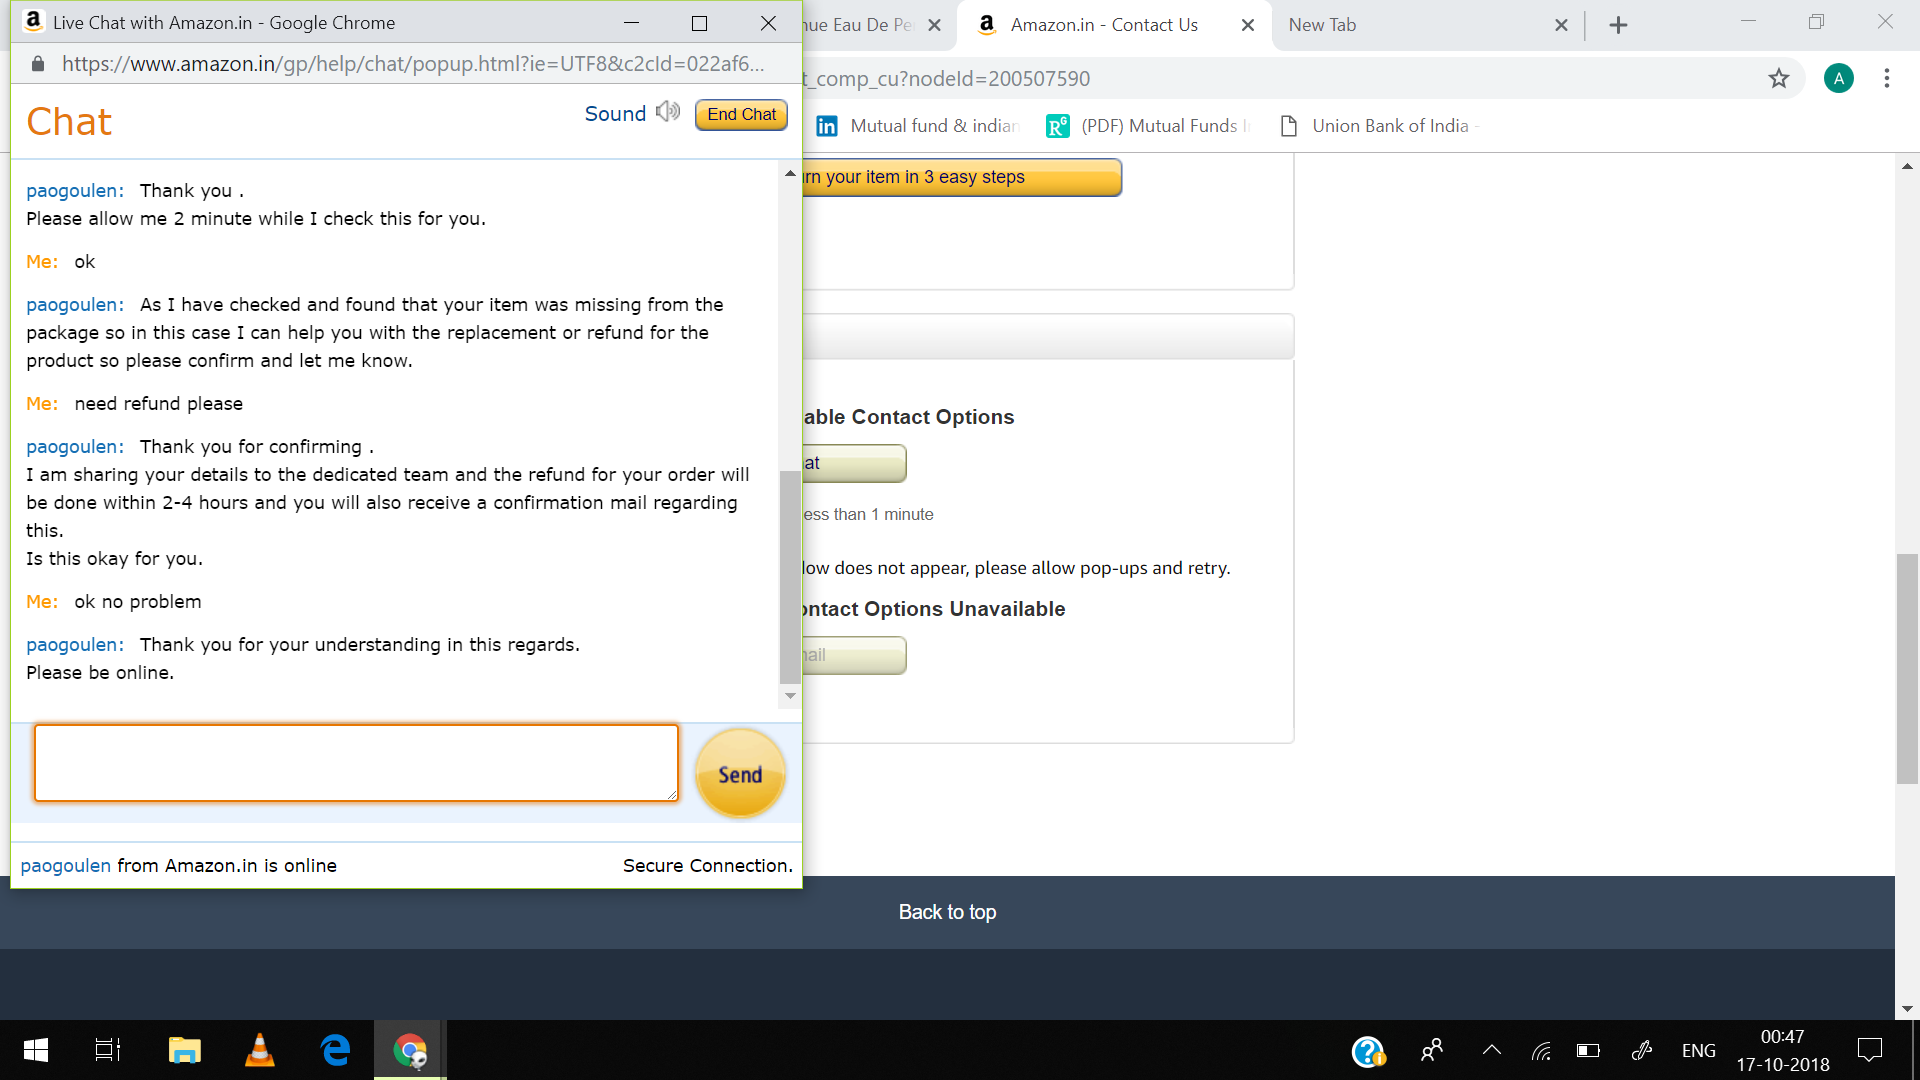 Live Chat with Amazon.in - Google Chrome
https://www.amazon.in/gp/help/chat/popup.html?ie=UTF8&c2cId=022af6...
Chat
Sound
End Chat
paogoulen: Thank you .
Please allow me 2 minute while I check this for you.
Me: ok
paogoulen: As I have checked and found that your item was missing from the
package so in this case I can help you with the replacement or refund for the
product so please confirm and let me know.
Me: need refund please
paogoulen: Thank you for confirming .
I am sharing your details to the dedicated team and the refund for your order will
be done within 2-4 hours and you will also receive a confirmation mail regarding
this.
Is this okay for you.
Me: ok no problem
paogoulen: Thank you for your understanding in this regards.
Please be online.
Send
paogoulen from Amazon.in is online
Secure Connection.
nue Eau De Pe
Amazon.in - Contact Us
New Tab
t_comp_cu?nodeId=200507590
A
in
Mutual fund & indian
RG
(PDF) Mutual Funds I
Union Bank of India -
rn your item in 3 easy steps
able Contact Options
at
ess than 1 minute
low does not appear, please allow pop-ups and retry.
ontact Options Unavailable
nail
Back to top
ENG
00:47
17-10-2018